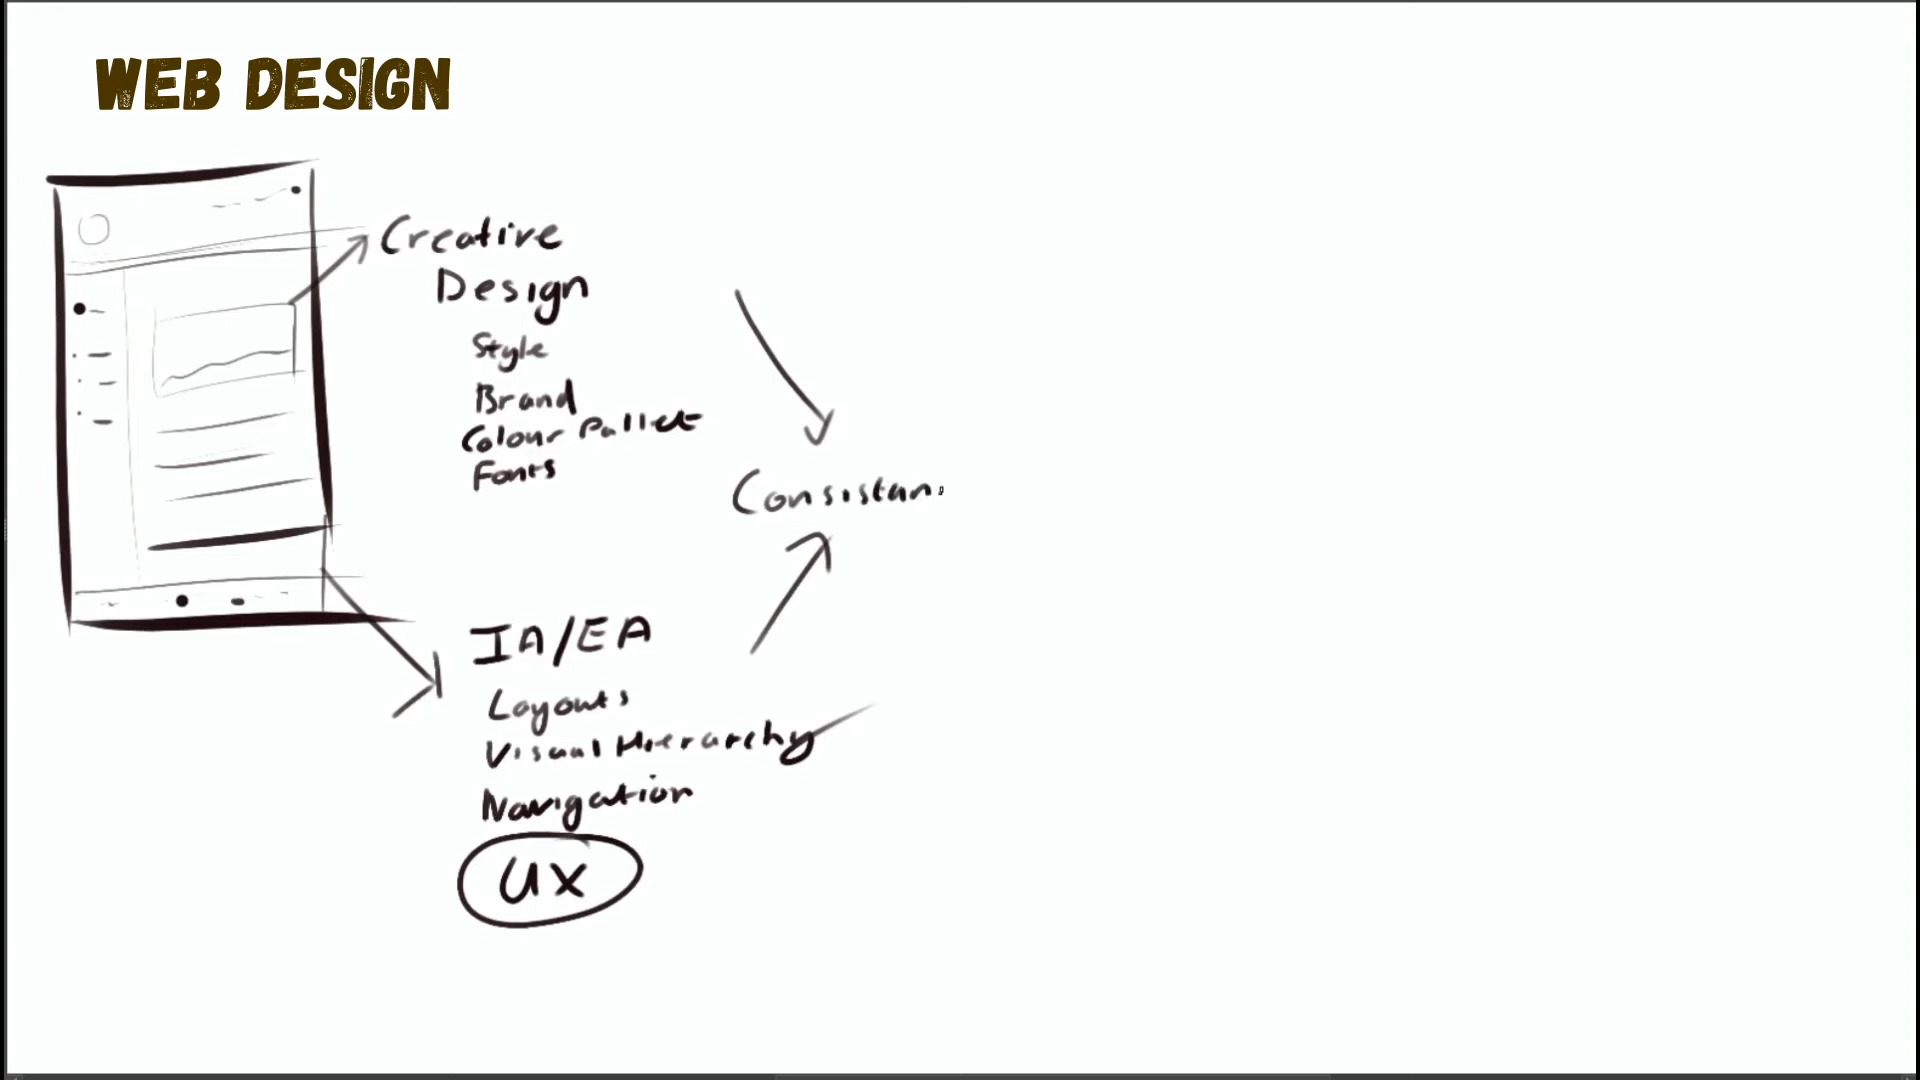 WEB DESIGN
Creative
Design
Style
Brand
Colour Pallet
Fonts
Consistan
IA/EA
Layouts
Visual Hierarchy
Navigation
UX